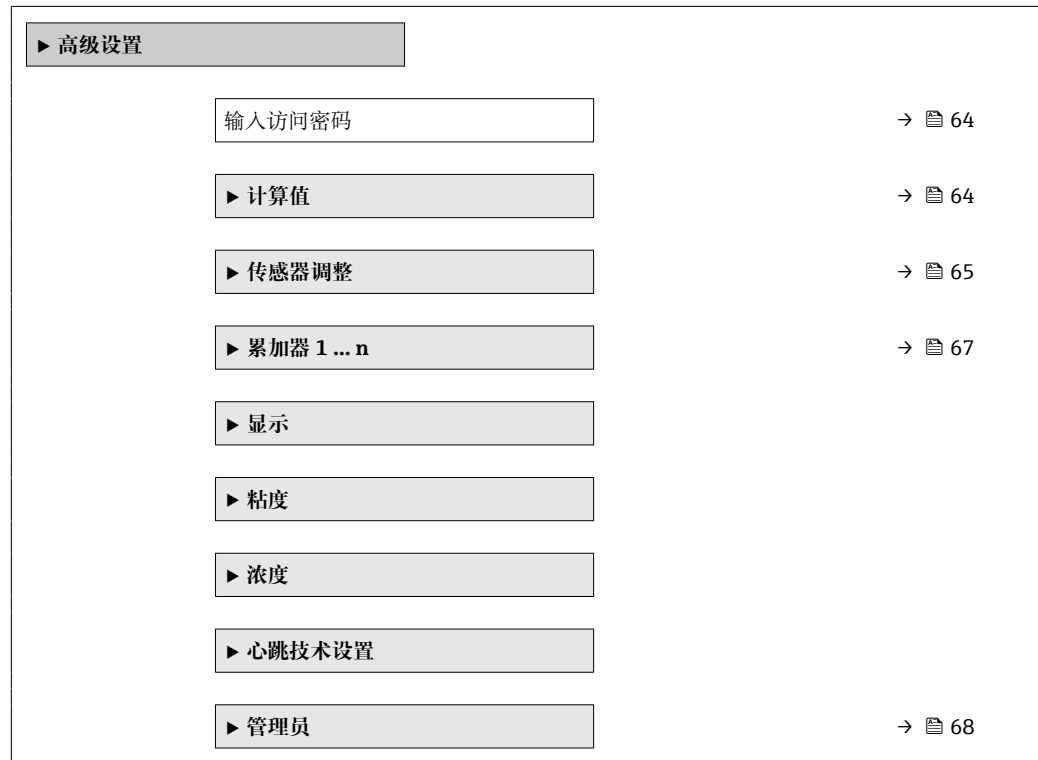 ▶ 高级设置
输入访问密码 → 🖺 64
▶ 计算值 → 🖺 64
▶ 传感器调整 → 🖺 65
▶ 累加器 1 ... n → 🖺 67
▶ 显示
▶ 粘度
▶ 浓度
▶ 心跳技术设置
▶ 管理员 → 🖺 68